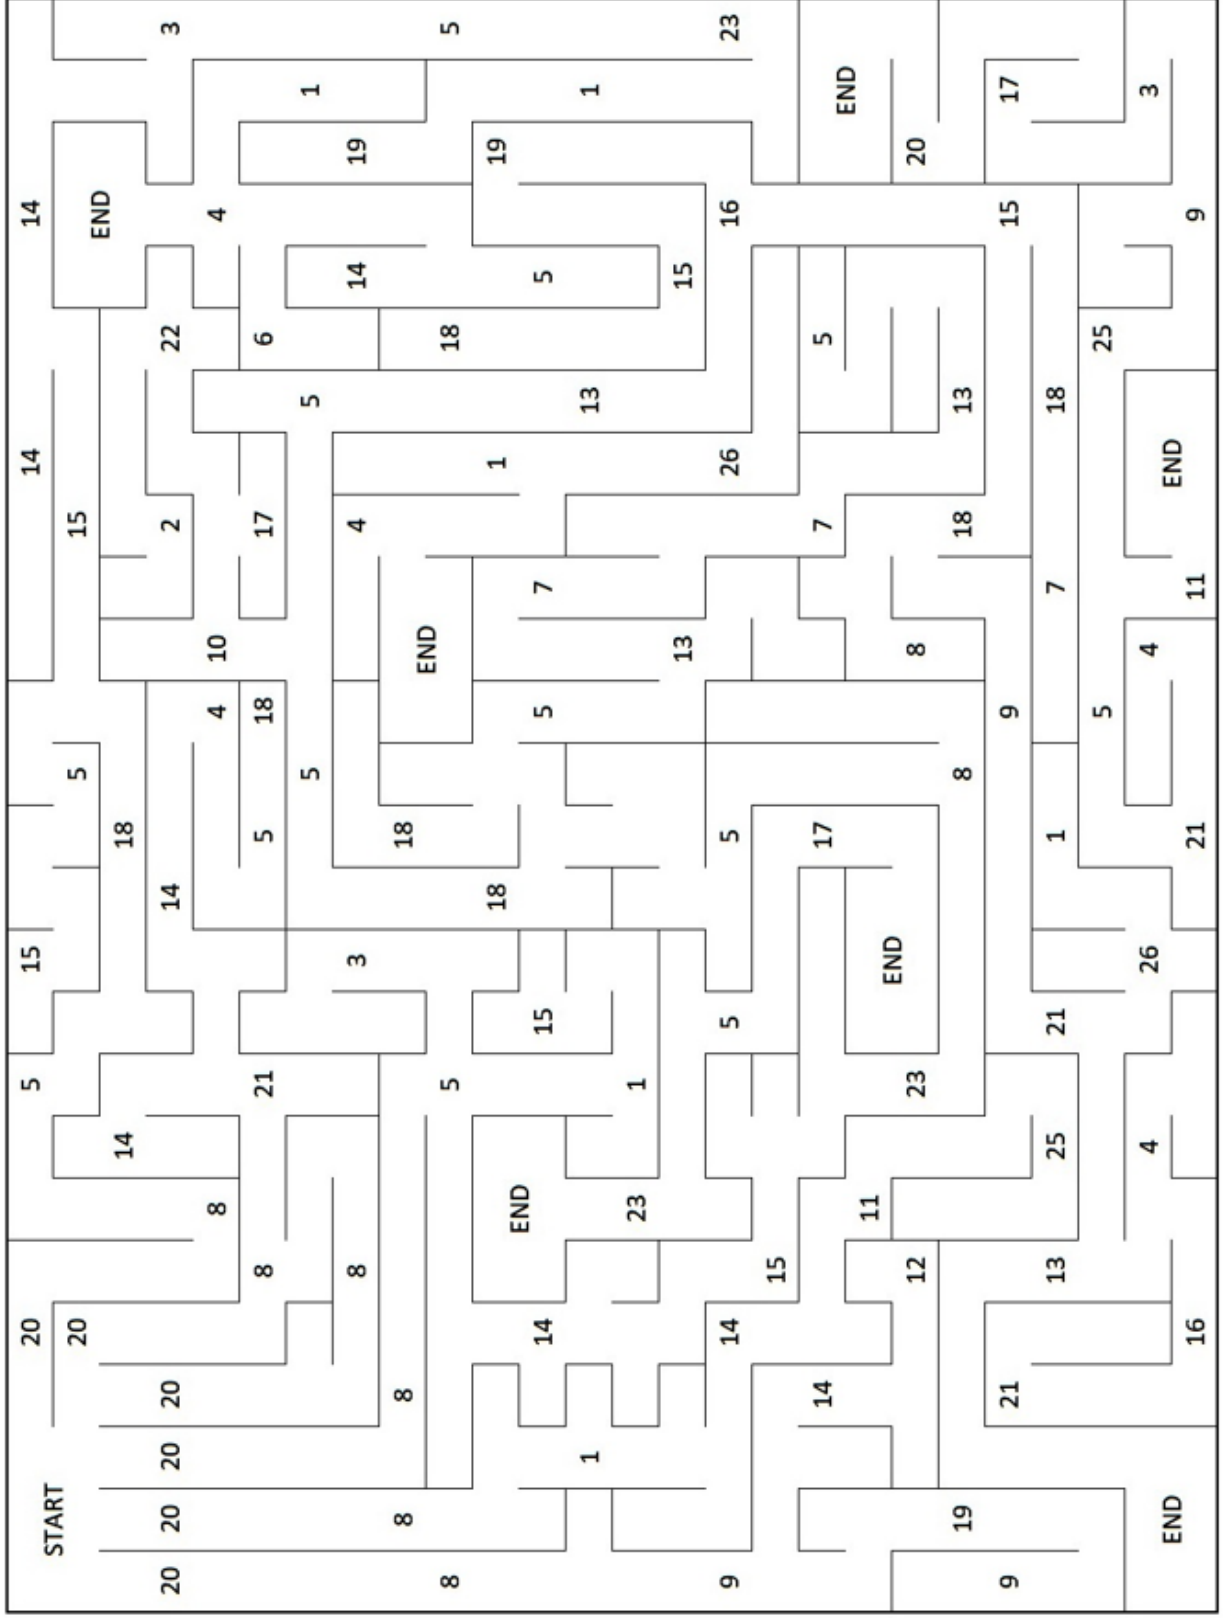 20 5 15 14 14
START
20 5 15
END
14 18
20 20 20 20 14 2 22 3
8 4 10 4
8 21 5 18 17 6
5 5 1
8 3 4 14 19
8 8 18
END
8 5 18 5
18 1 19
END
14 15 5 7 5
1 13 1
23 1
13 15
9 14 5 5 26 16 23
15
14 17 7 5
END
11
END
12 23 8 20
19 8 18 13
9 21 9 15 17
13 25 21 1 7 18
5 25
4 26 4 3
END END
16 21 11 9